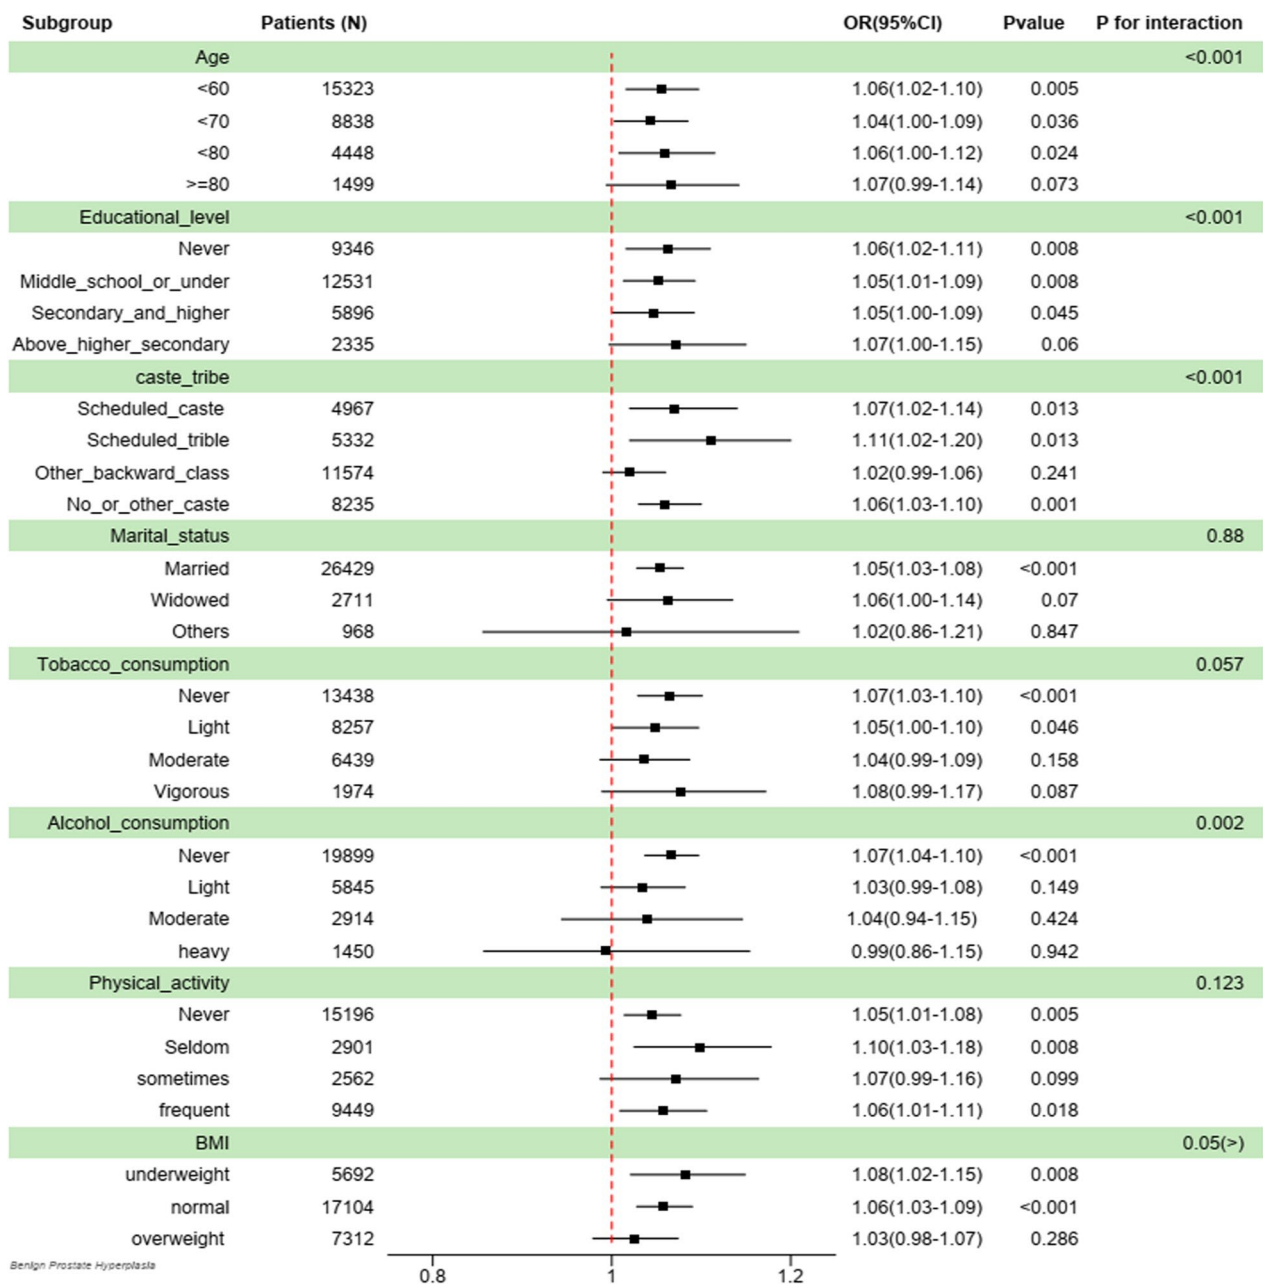 Subgroup Patients (N) OR(95%CI) Pvalue P for interaction
Age <0.001
<60 15323 1.06(1.02-1.10) 0.005
<70 8838 1.04(1.00-1.09) 0.036
<80 4448 1.06(1.00-1.12) 0.024
>=80 1499 1.07(0.99-1.14) 0.073
Educational_level <0.001
Never 9346 1.06(1.02-1.11) 0.008
Middle_school_or_under 12531 1.05(1.01-1.09) 0.008
Secondary_and_higher 5896 1.05(1.00-1.09) 0.045
Above_higher_secondary 2335 1.07(1.00-1.15) 0.06
caste_tribe <0.001
Scheduled_caste 4967 1.07(1.02-1.14) 0.013
Scheduled_trible 5332 1.11(1.02-1.20) 0.013
Other_backward_class 11574 1.02(0.99-1.06) 0.241
No_or_other_caste 8235 1.06(1.03-1.10) 0.001
Marital_status 0.88
Married 26429 1.05(1.03-1.08) <0.001
Widowed 2711 1.06(1.00-1.14) 0.07
Others 968 1.02(0.86-1.21) 0.847
Tobacco_consumption 0.057
Never 13438 1.07(1.03-1.10) <0.001
Light 8257 1.05(1.00-1.10) 0.046
Moderate 6439 1.04(0.99-1.09) 0.158
Vigorous 1974 1.08(0.99-1.17) 0.087
Alcohol_consumption 0.002
Never 19899 1.07(1.04-1.10) <0.001
Light 5845 1.03(0.99-1.08) 0.149
Moderate 2914 1.04(0.94-1.15) 0.424
heavy 1450 0.99(0.86-1.15) 0.942
Physical_activity 0.123
Never 15196 1.05(1.01-1.08) 0.005
Seldom 2901 1.10(1.03-1.18) 0.008
sometimes 2562 1.07(0.99-1.16) 0.099
frequent 9449 1.06(1.01-1.11) 0.018
BMI 0.05(>)
underweight 5692 1.08(1.02-1.15) 0.008
normal 17104 1.06(1.03-1.09) <0.001
overweight 7312 1.03(0.98-1.07) 0.286
Benign Prostate Hyperplasia
0.8 1 1.2